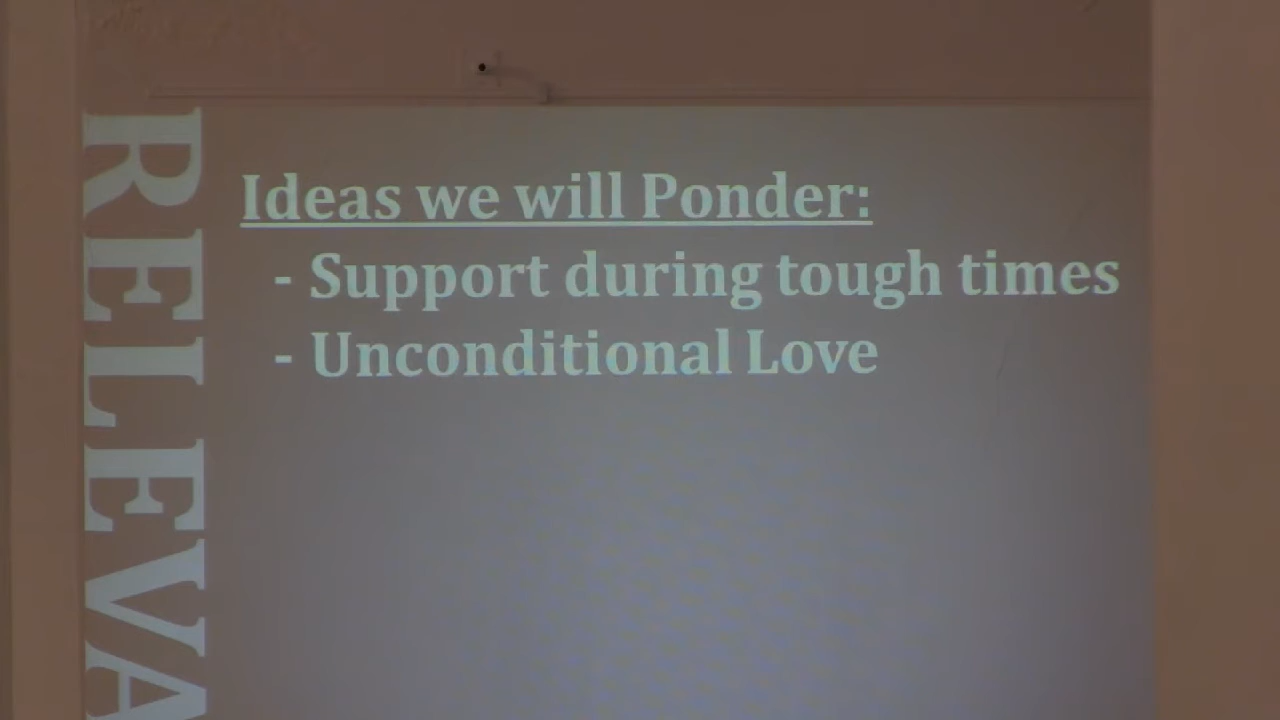 RELEVA
Ideas we will Ponder:
- Support during tough times
- Unconditional Love